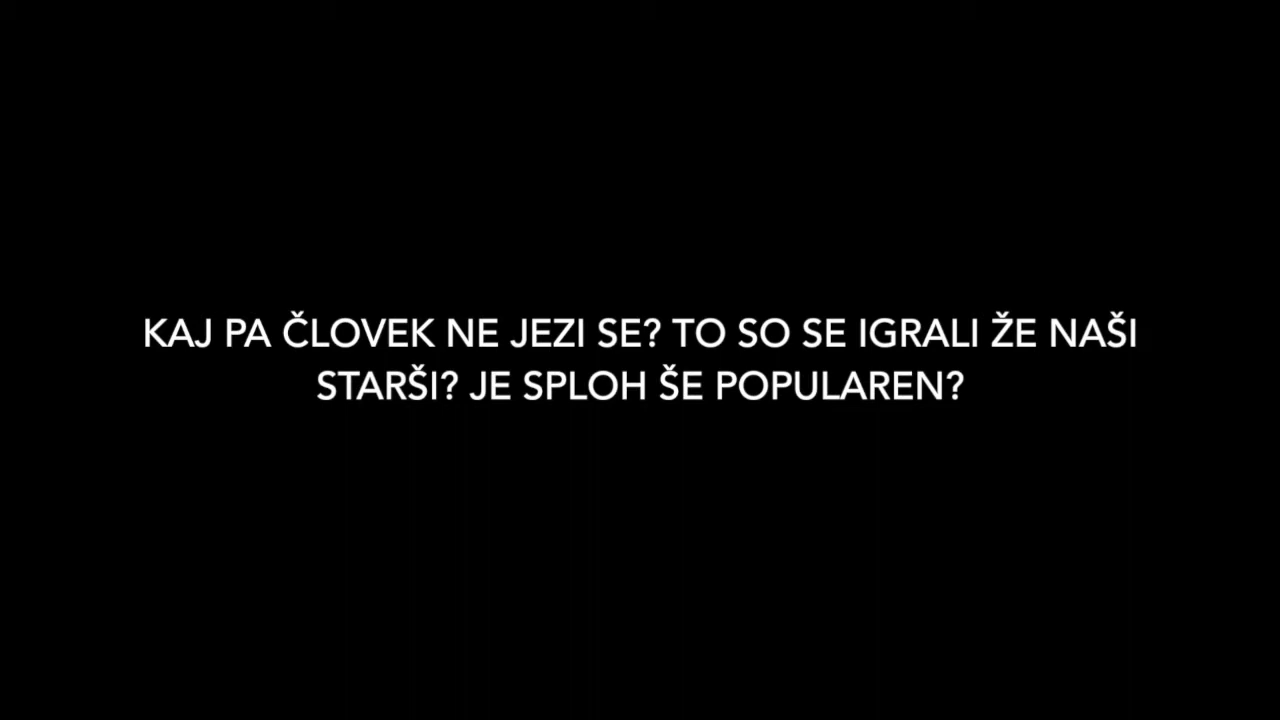 KAJ PA ČLOVEK NE JEZI SE? TO SO SE IGRALI ŽE NAŠI
STARŠI? JE SPLOH ŠE POPULAREN?